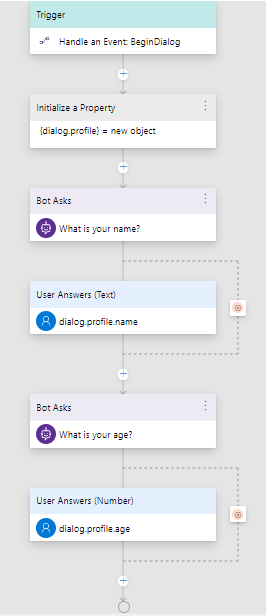 Trigger
Handle an Event: BeginDialog
Initialize a Property
{dialog.profile} = new object
Bot Asks
What is your name?
User Answers (Text)
dialog.profile.name
Bot Asks
What is your age?
User Answers (Number)
dialog.profile.age